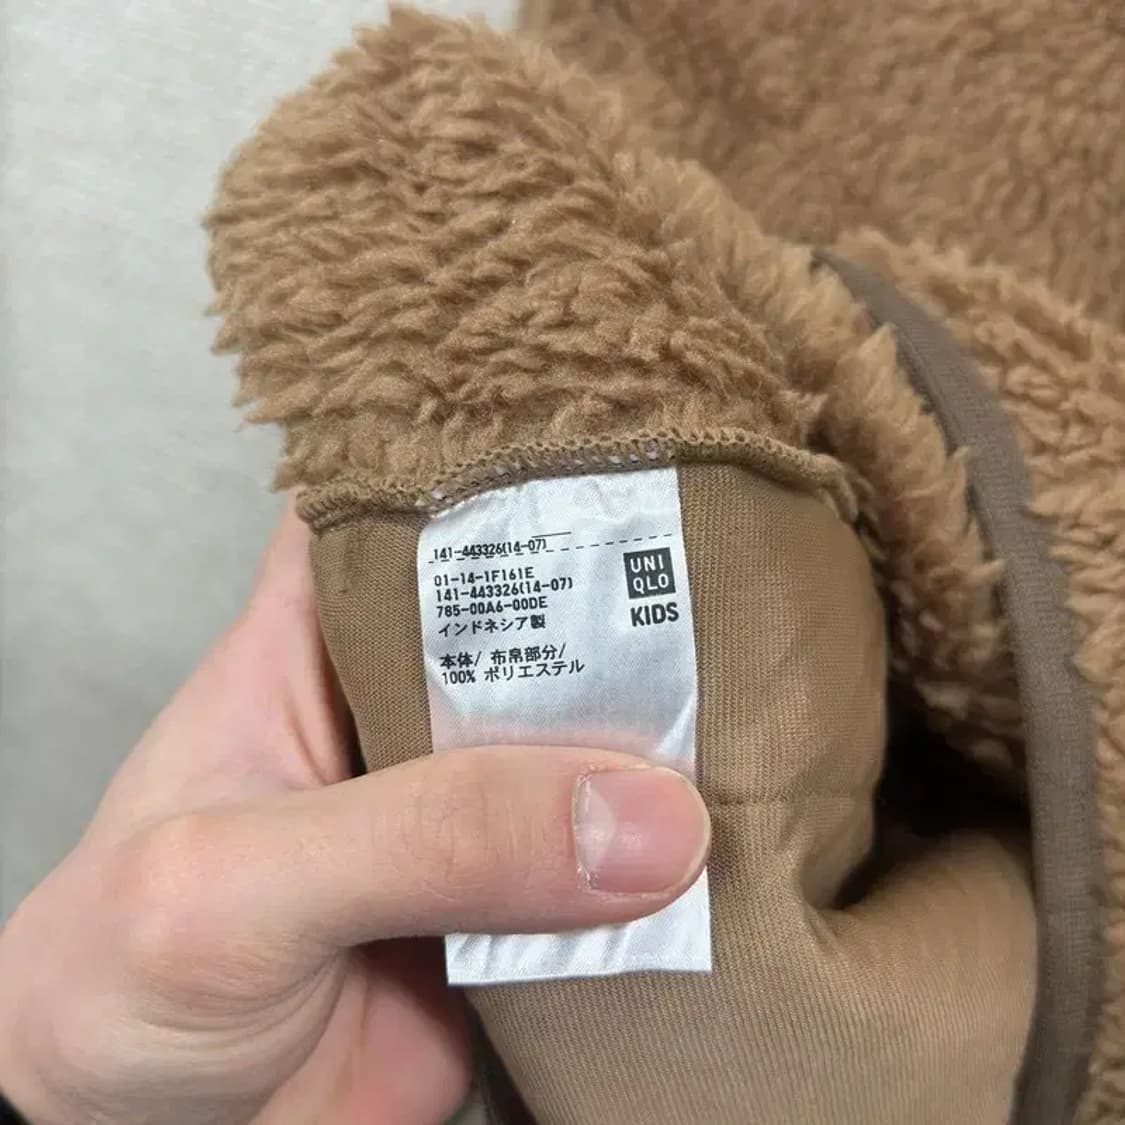 141-443326(14-07)
01-14-1F161E
141-443326(14-07)
785-00A6-00DE
インドネシア製
本体/ 布帛部分/
100% ポリエステル
UNI
QLO
KIDS